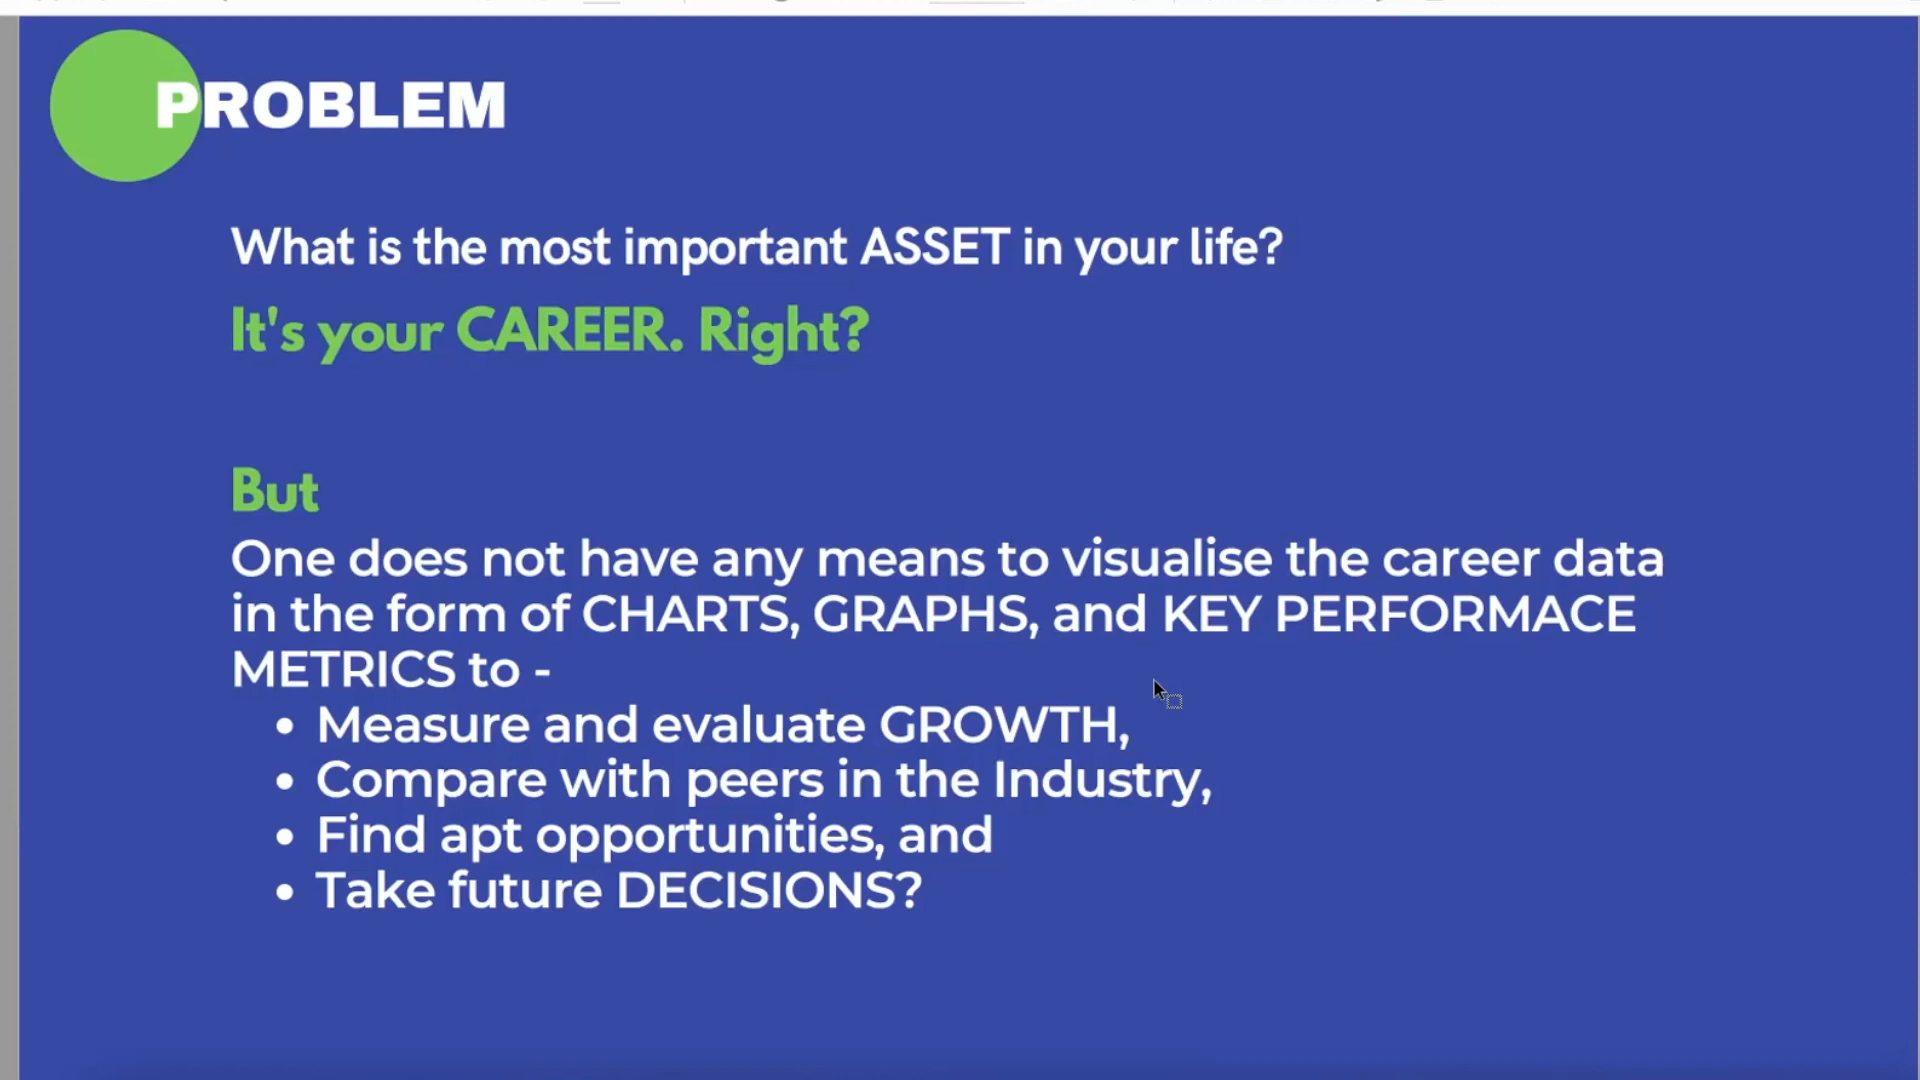 PROBLEM
What is the most important ASSET in your life?
It's your CAREER. Right?
But
One does not have any means to visualise the career data
in the form of CHARTS, GRAPHS, and KEY PERFORMACE
METRICS to -
• Measure and evaluate GROWTH,
• Compare with peers in the Industry,
• Find apt opportunities, and
• Take future DECISIONS?